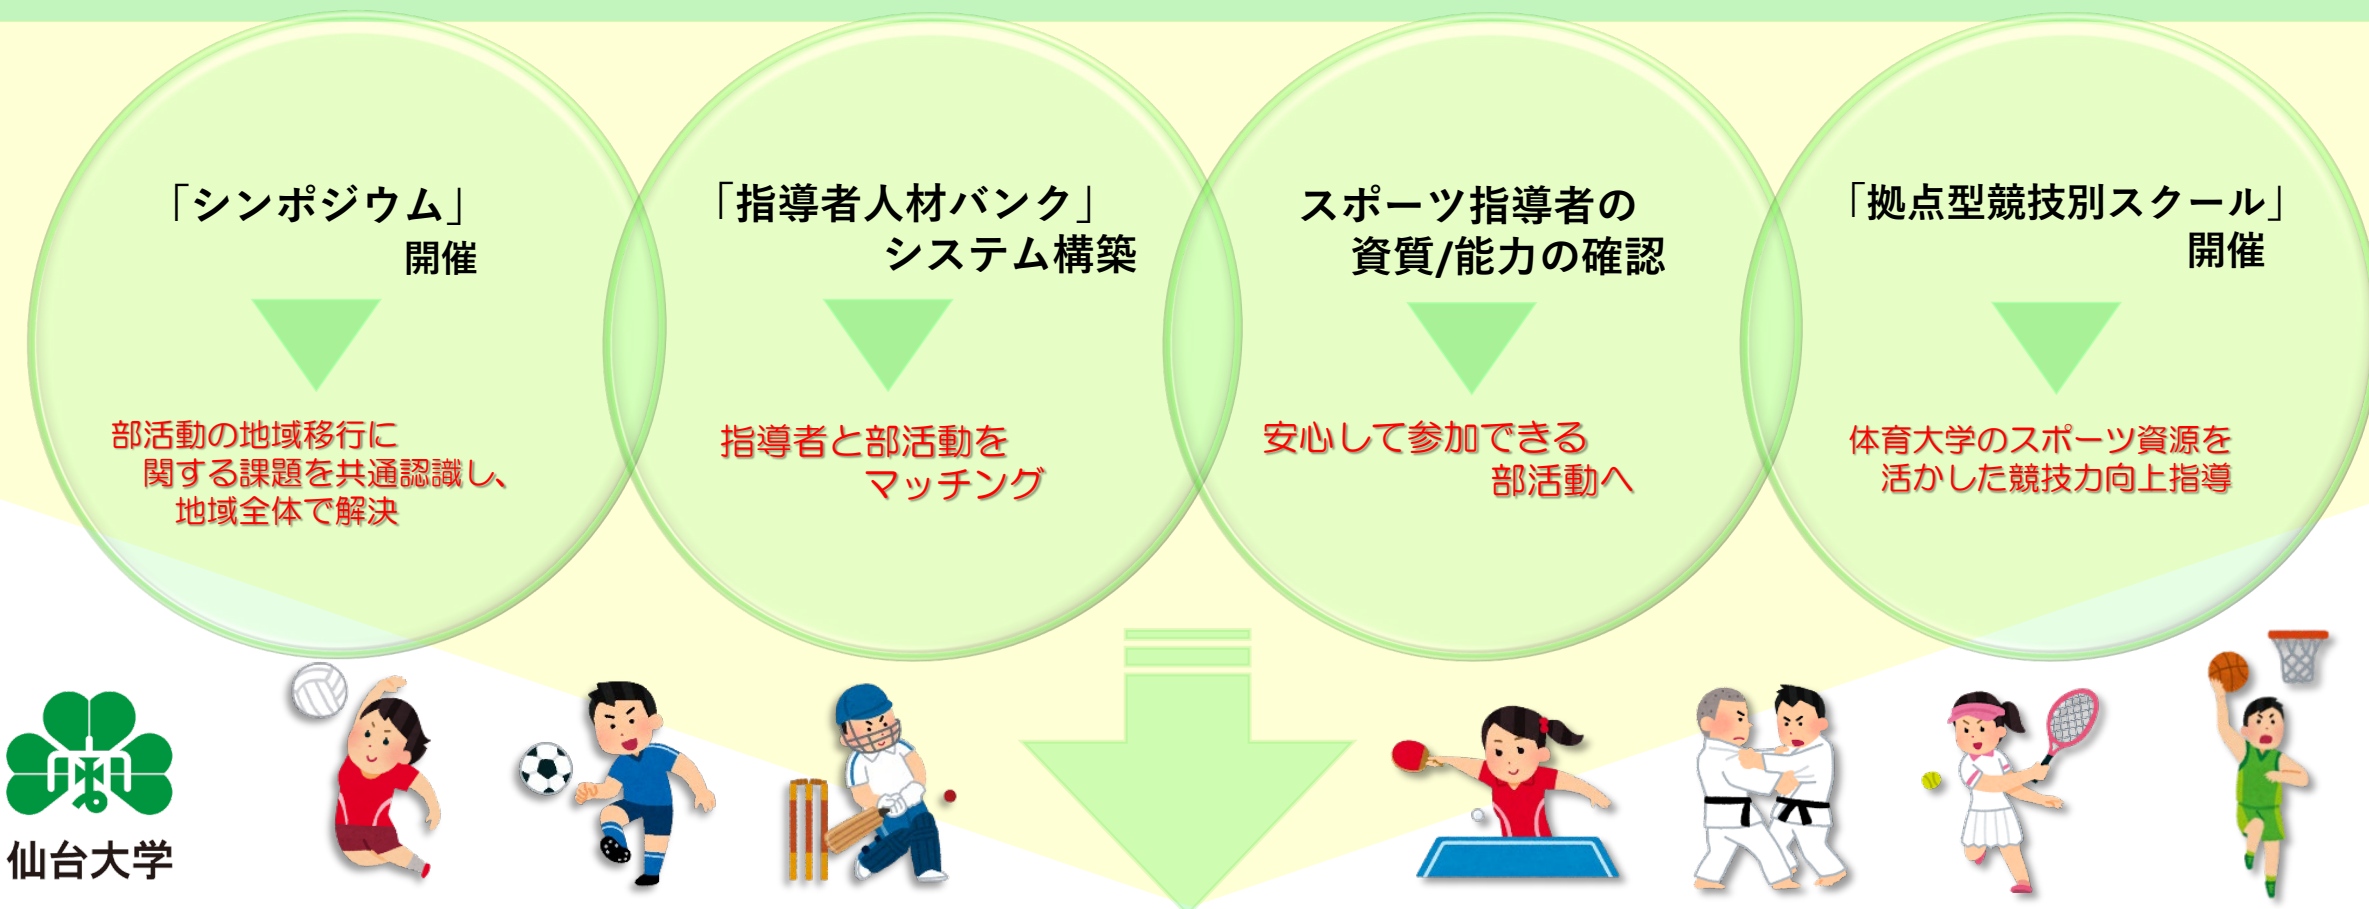 「シンポジウム」
開催
部活動の地域移行に
関する課題を共通認識し、
地域全体で解決
「指導者人材バンク」
システム構築
指導者と部活動を
マッチング
スポーツ指導者の
資質/能力の確認
安心して参加できる
部活動へ
「拠点型競技別スクール」
開催
体育大学のスポーツ資源を
活かした競技力向上指導
仙台大学